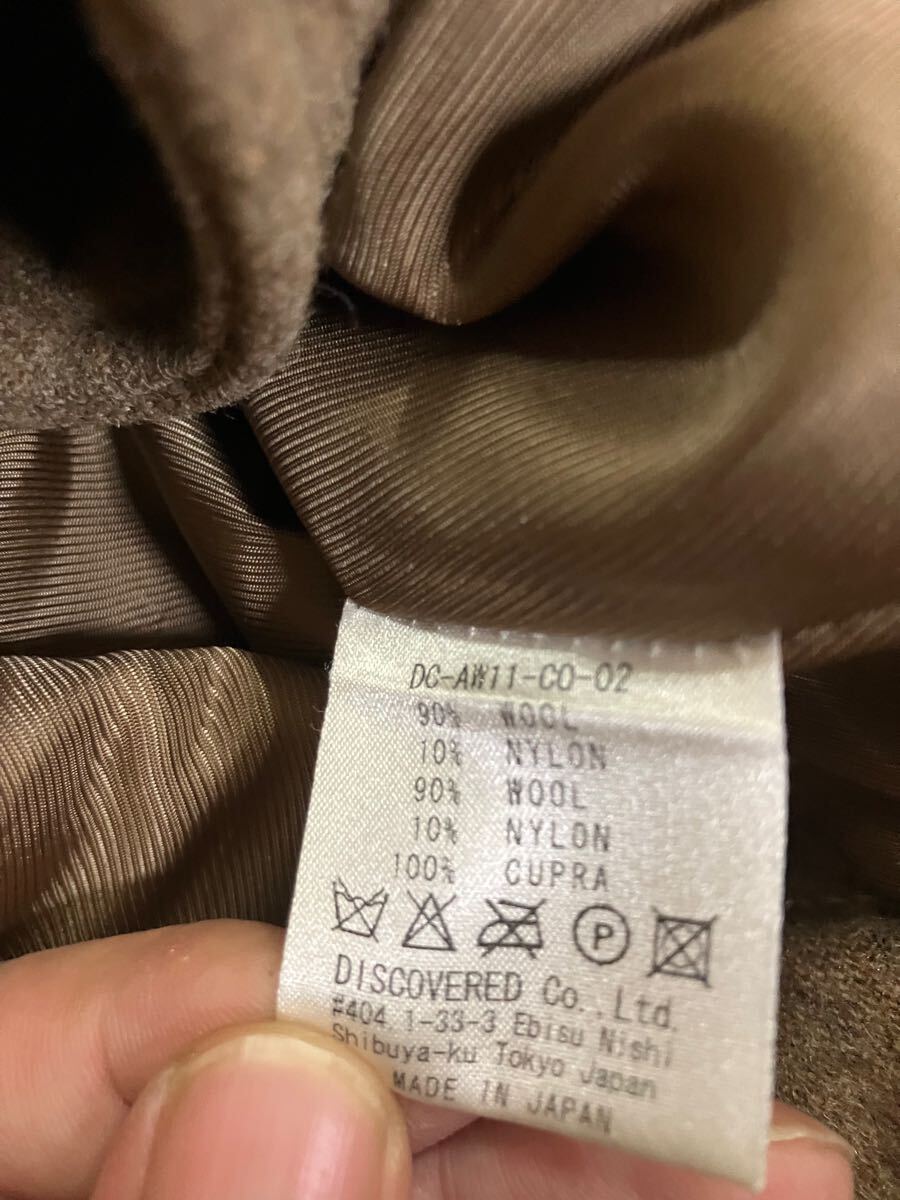 DC-AW11-CO-02
90% WOOL
10% NYLON
90% WOOL
10% NYLON
100% CUPRA
P
DISCOVERED Co.,Ltd.
#404 1-33-3 Ebisu Nishi
Shibuya-ku Tokyo Japan
MADE IN JAPAN